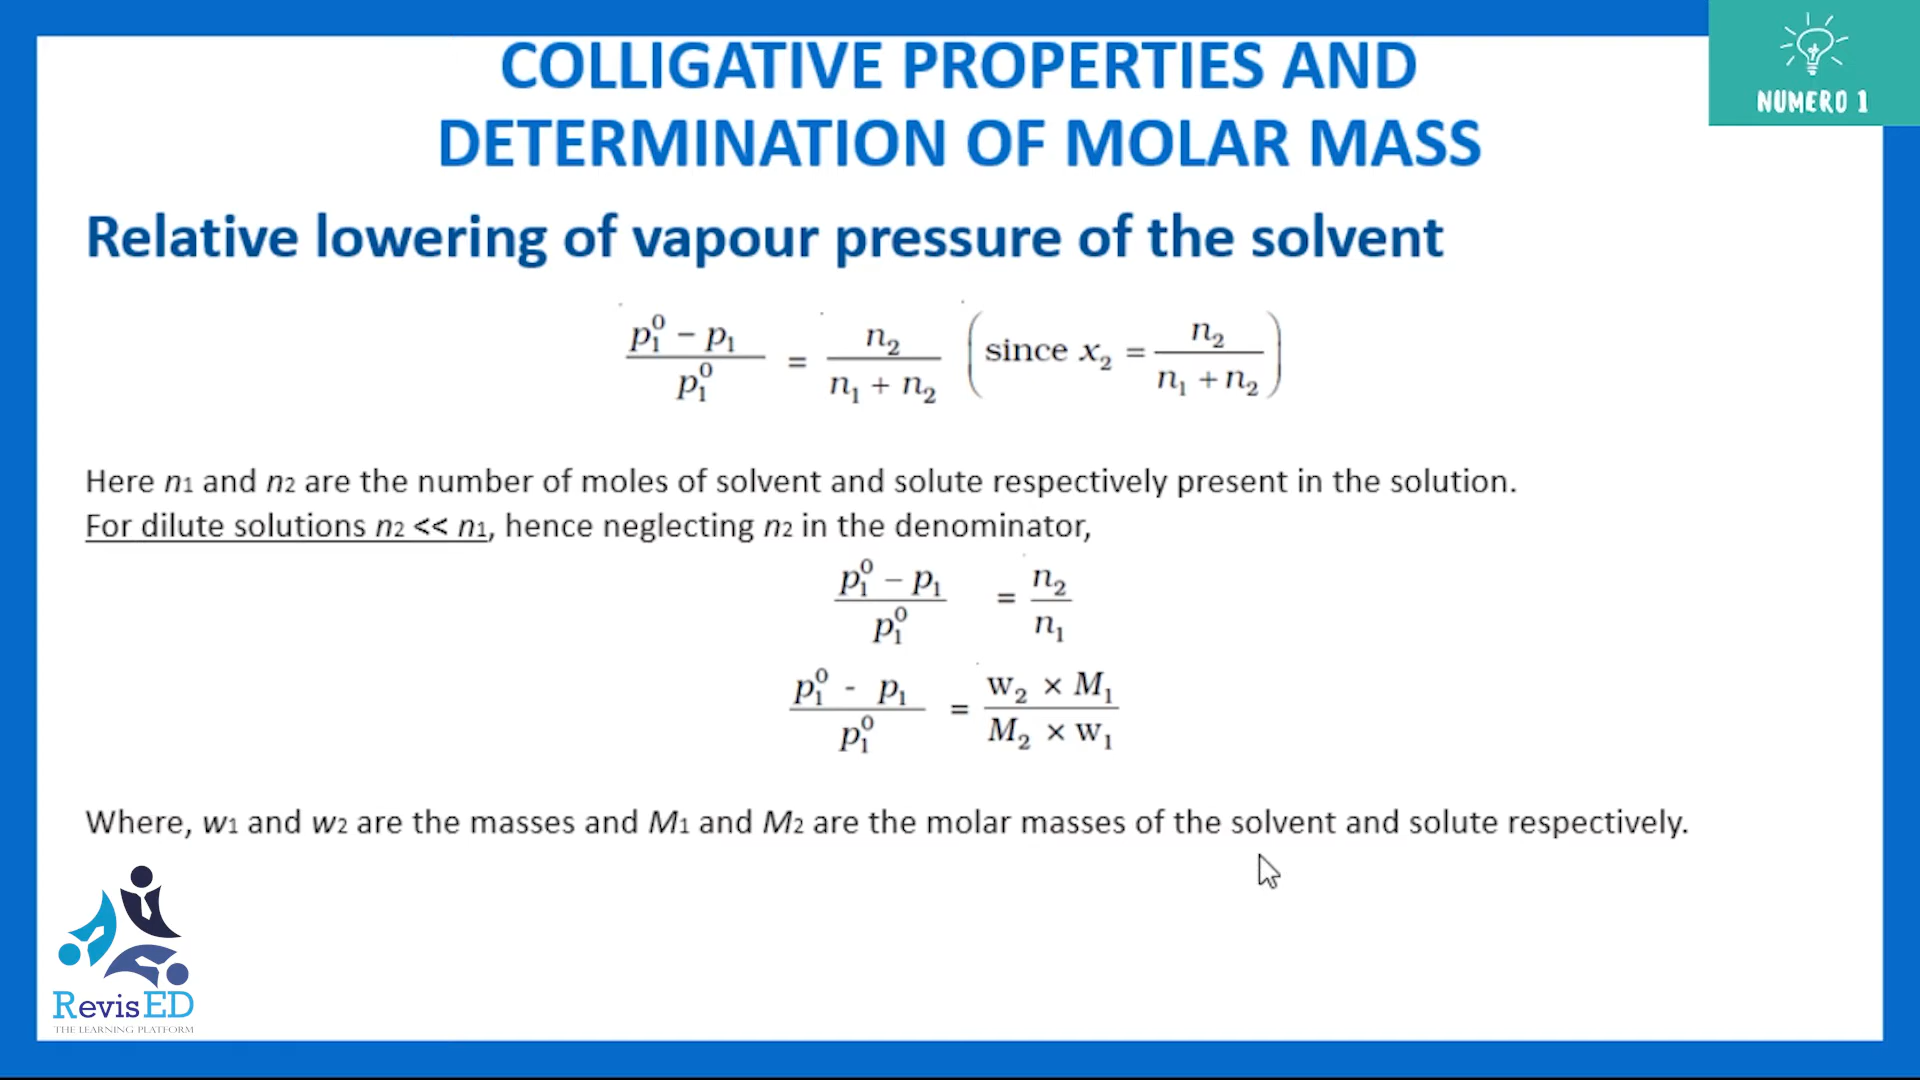 COLLIGATIVE PROPERTIES AND
DETERMINATION OF MOLAR MASS
NUMERO 1
Relative lowering of vapour pressure of the solvent
(p₁⁰ – p₁) / p₁⁰ = n₂ / (n₁ + n₂) (since x₂ = n₂ / (n₁ + n₂))
Here n1 and n2 are the number of moles of solvent and solute respectively present in the solution.
For dilute solutions n2 << n1, hence neglecting n2 in the denominator,
(p₁⁰ – p₁) / p₁⁰ = n₂ / n₁
(p₁⁰ - p₁) / p₁⁰ = (w₂ × M₁) / (M₂ × w₁)
Where, w1 and w2 are the masses and M1 and M2 are the molar masses of the solvent and solute respectively.
RevisED
THE LEARNING PLATFORM